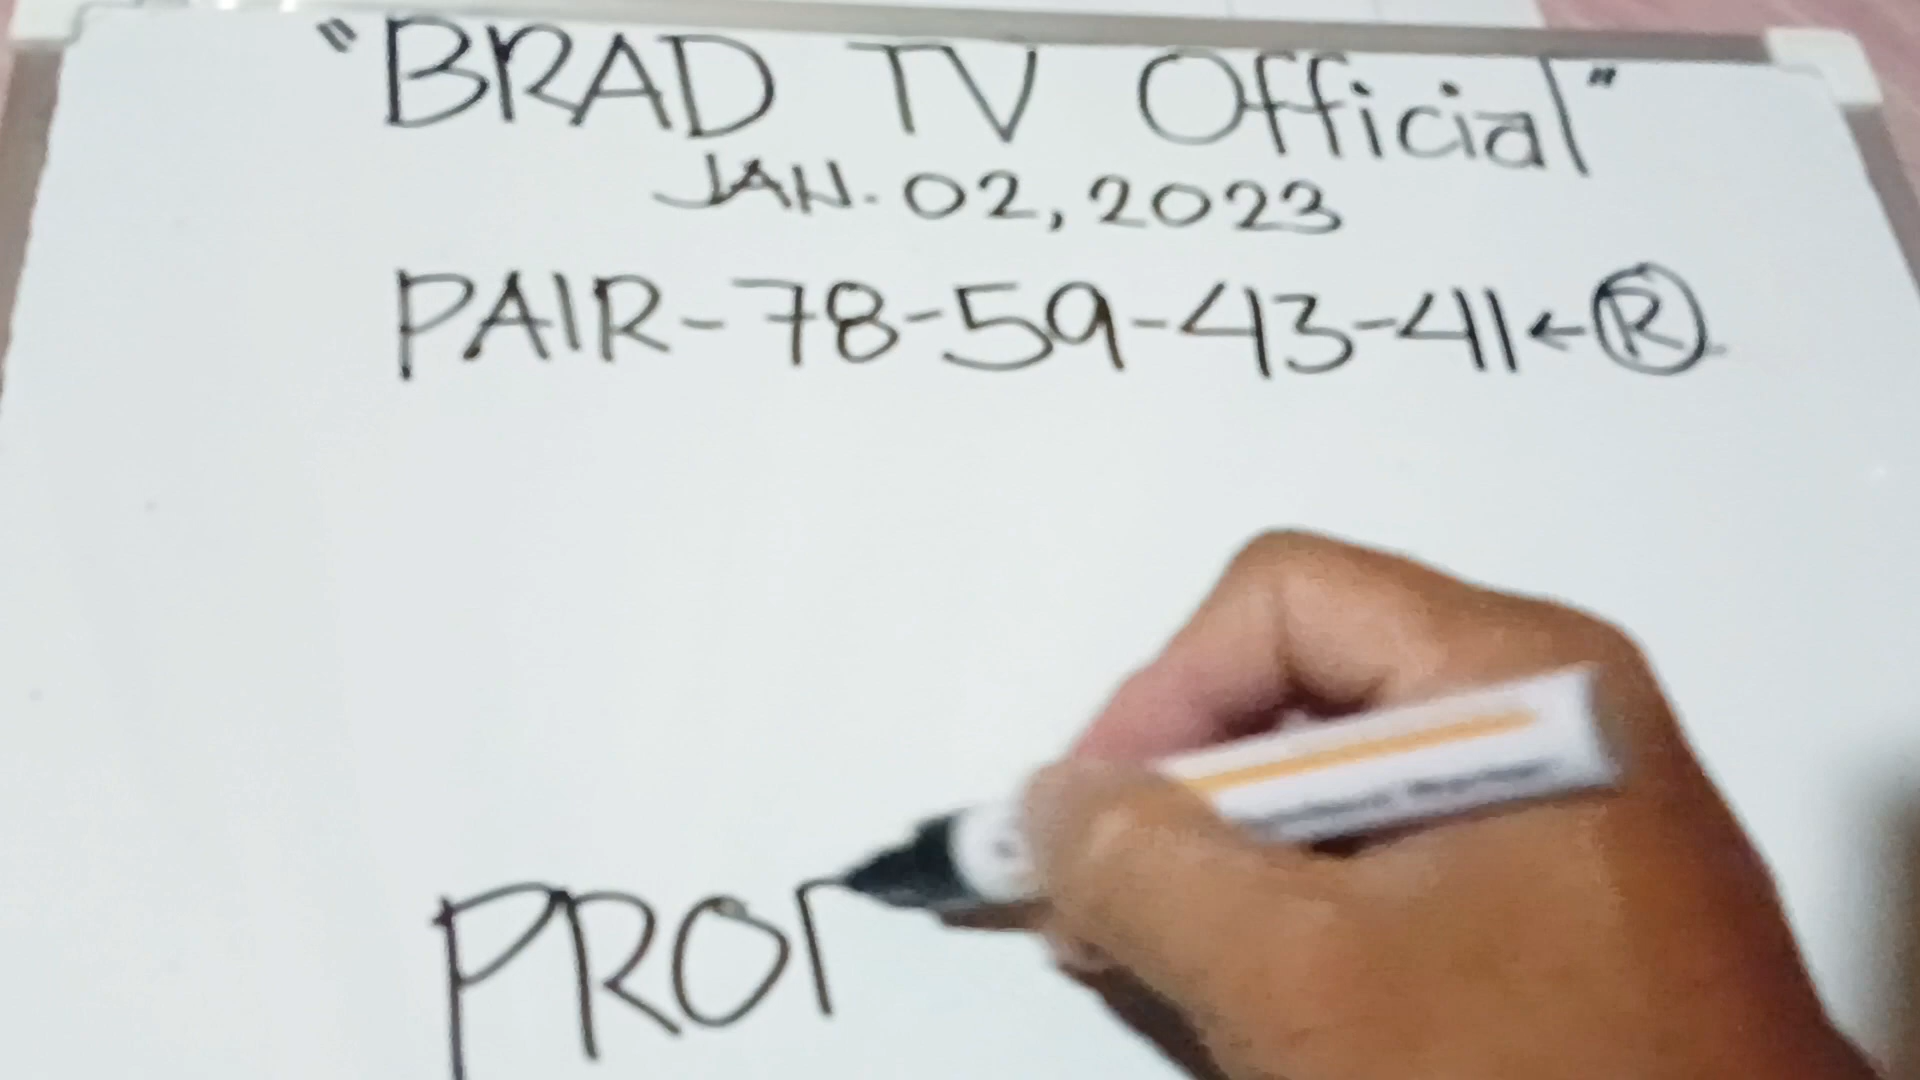 "BRAD TV Official"
JAN. 02, 2023
PAIR-78-59-43-41←Ⓡ
PRO